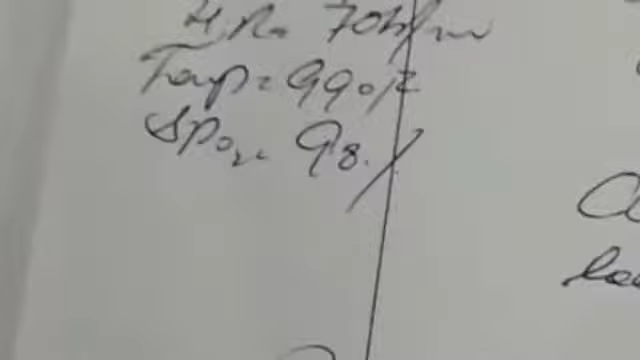 H.R = 70b/m
Temp = 99°F
SPO2 = 98%